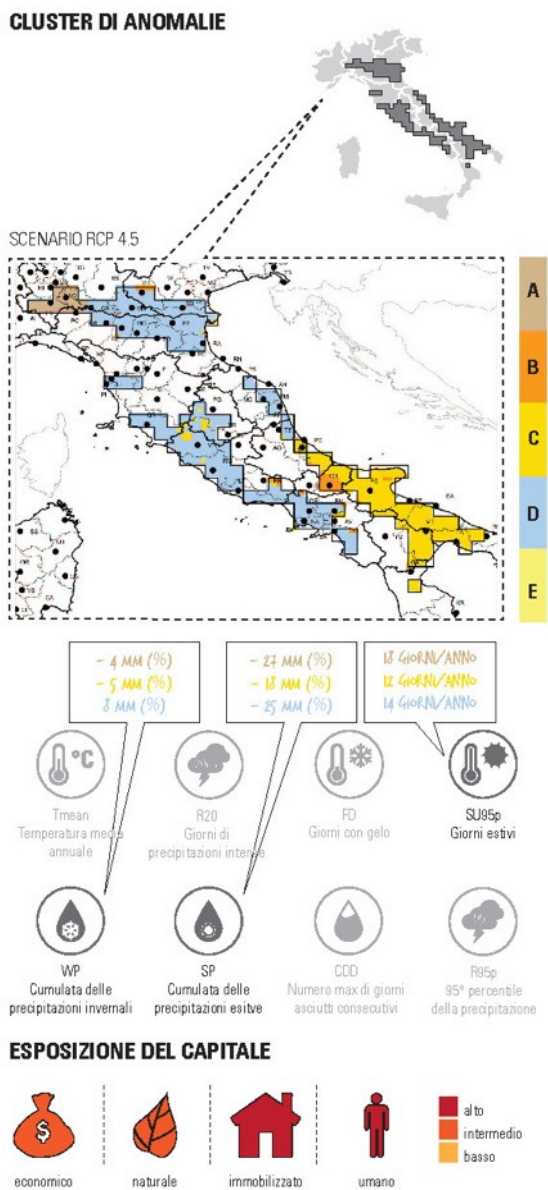 CLUSTER DI ANOMALIE
SCENARIO RCP 4.5
A
B
C
D
E
- 4 MM (%)
- 5 MM (%)
8 MM (%)
- 27 MM (%)
- 18 MM (%)
- 25 MM (%)
18 GIORNI/ANNO
12 GIORNI/ANNO
14 GIORNI/ANNO
°C
Tmean
Temperatura media
annuale
R20
Giorni di
precipitazioni intense
FD
Giorni con gelo
SU95p
Giorni estivi
WP
Cumulata delle
precipitazioni invernali
SP
Cumulata delle
precipitazioni esitve
CDD
Numero max di giorni
asciutti consecutivi
R95p
95° percentile
della precipitazione
ESPOSIZIONE DEL CAPITALE
$
economico
naturale
immobilizzato
umano
alto
intermedio
basso